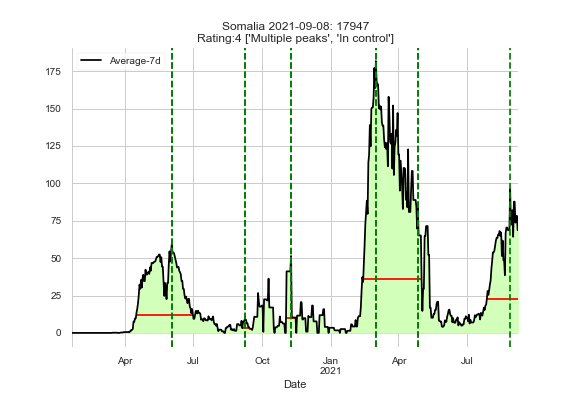 Somalia 2021-09-08: 17947
Rating:4 ['Multiple peaks', 'In control']
Average-7d
175
150
125
100
75
50
25
0
Apr
Jul
Oct
Jan
2021
Apr
Jul
Date